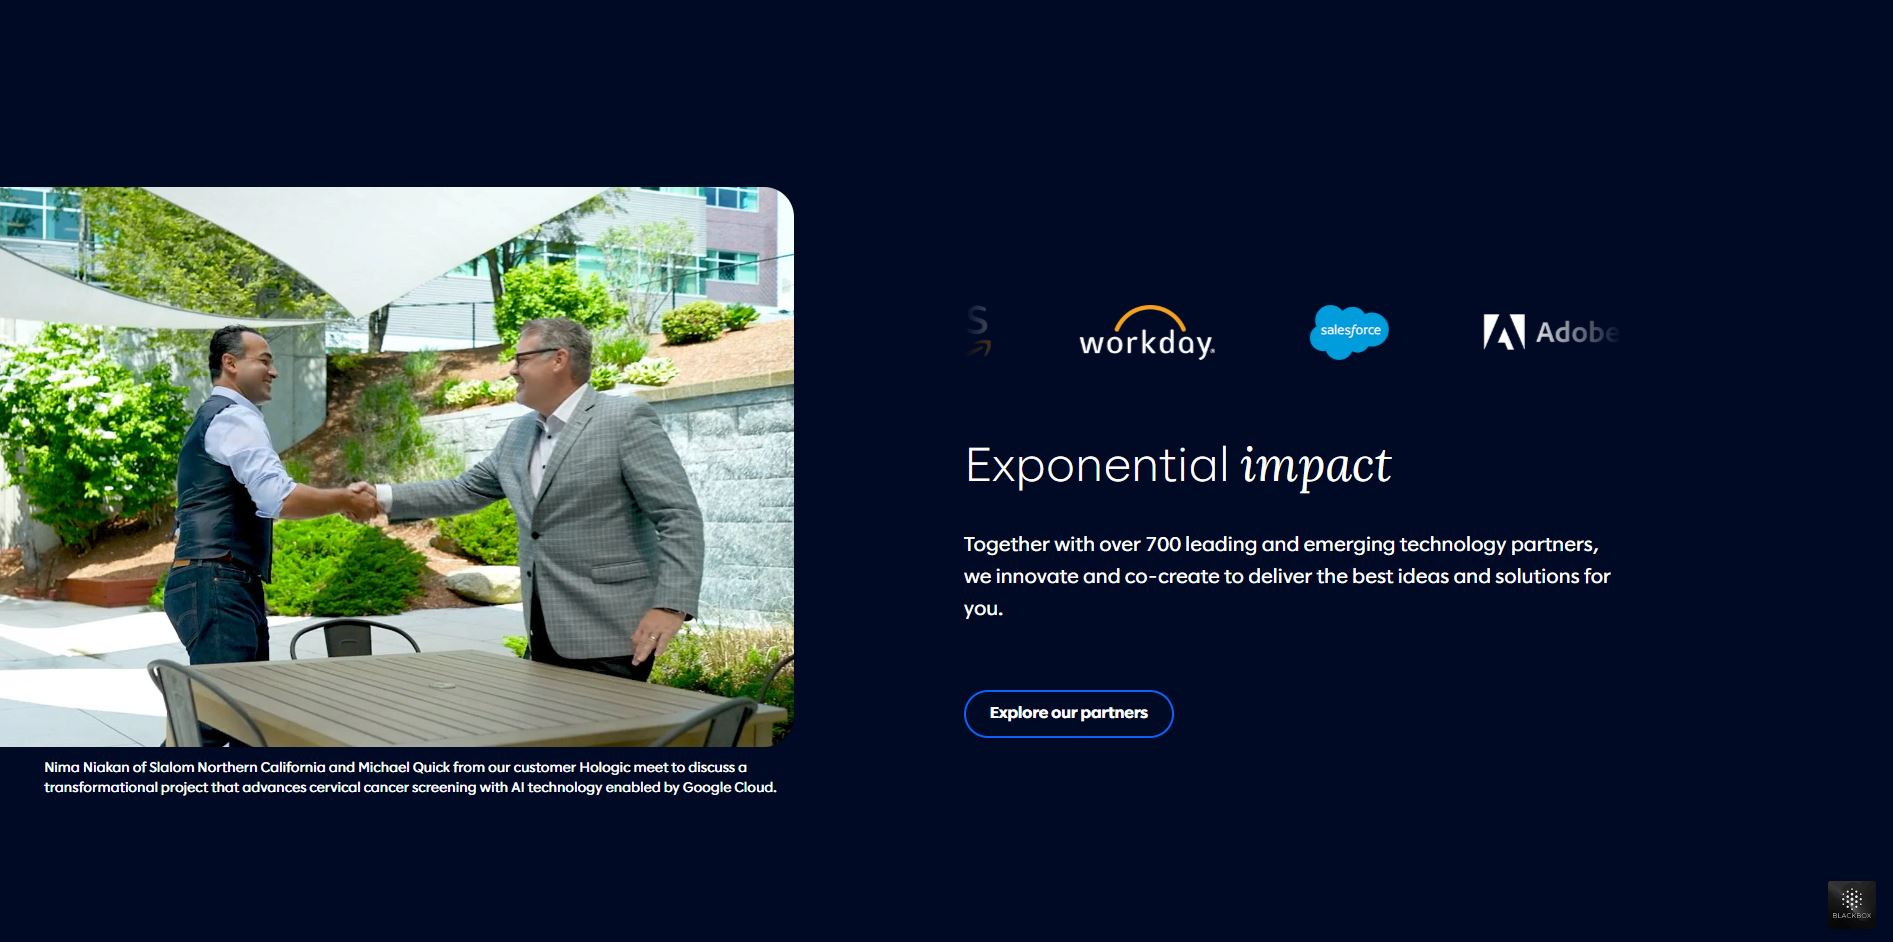 S
workday.
salesforce
Adobe
Exponential impact
Together with over 700 leading and emerging technology partners,
we innovate and co-create to deliver the best ideas and solutions for
you.
Explore our partners
Nima Niakan of Slalom Northern California and Michael Quick from our customer Hologic meet to discuss a
transformational project that advances cervical cancer screening with AI technology enabled by Google Cloud.
BLACKBOX